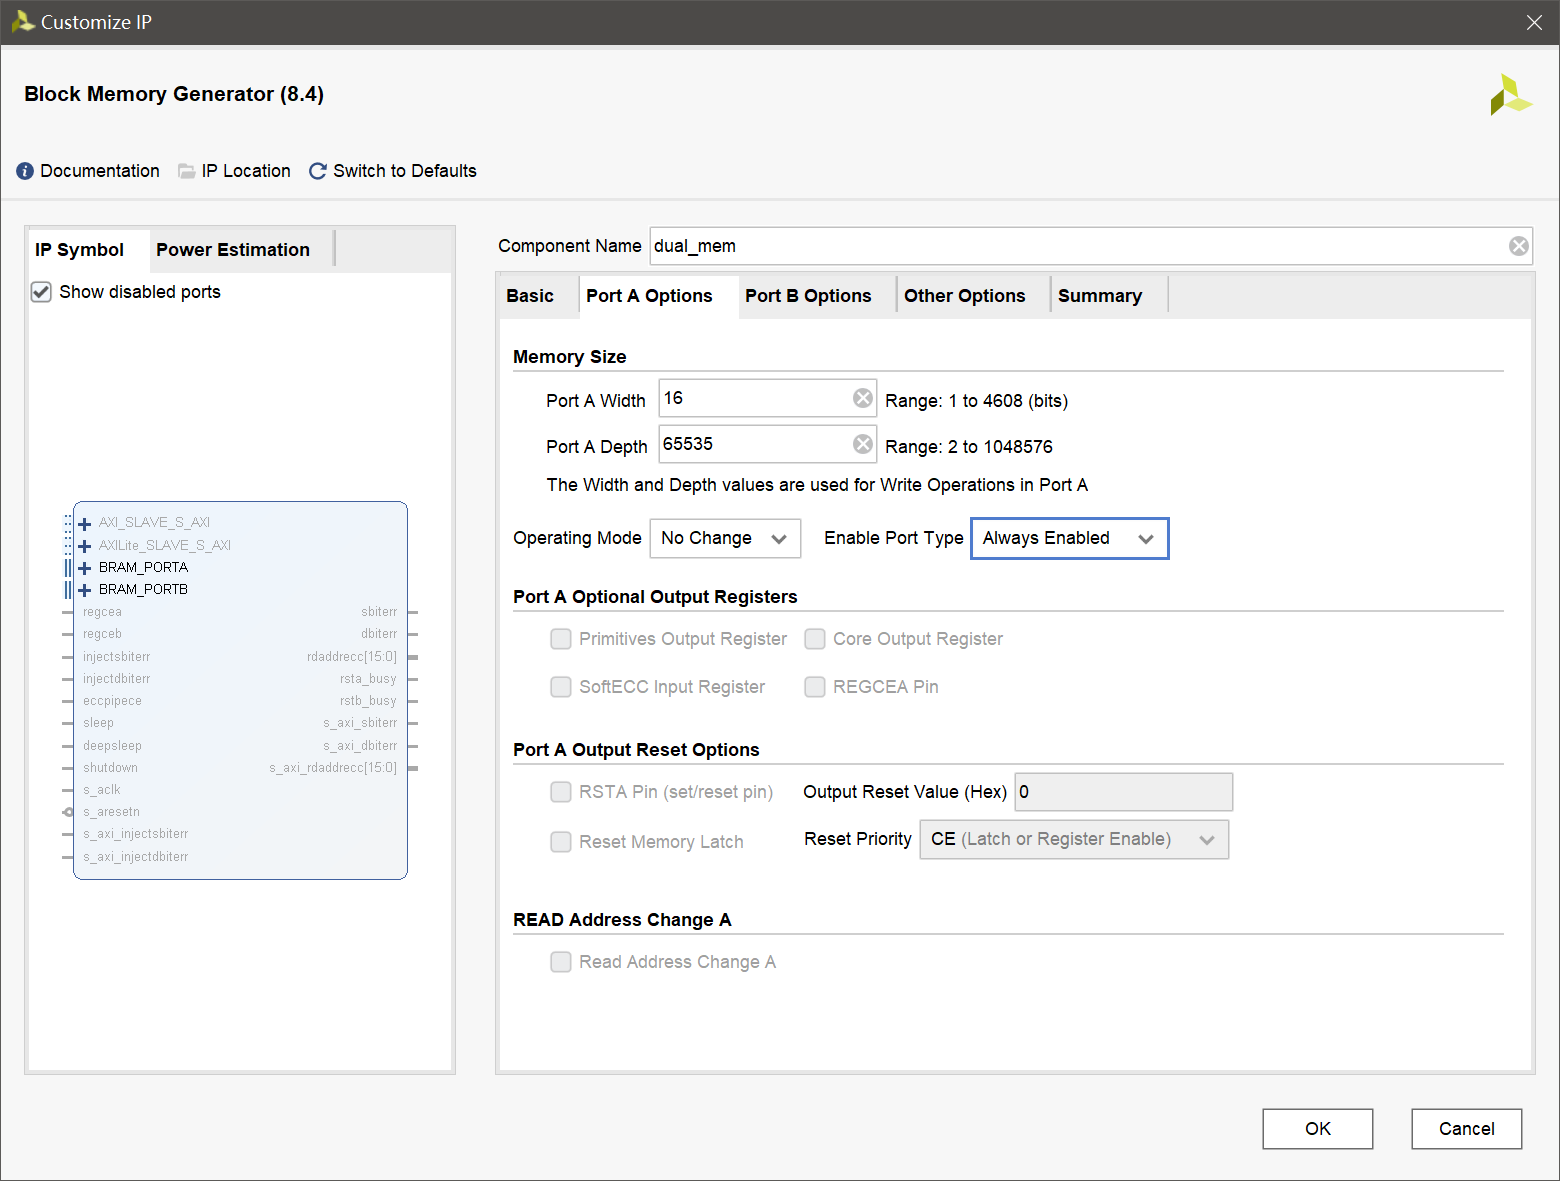 Customize IP
Block Memory Generator (8.4)
Documentation IP Location Switch to Defaults
IP Symbol Power Estimation
Show disabled ports
AXI_SLAVE_S_AXI
AXILite_SLAVE_S_AXI
BRAM_PORTA
BRAM_PORTB
regcea sbiterr
regceb dbiterr
injectsbiterr rdaddrecc[15:0]
injectdbiterr rsta_busy
eccpipece rstb_busy
sleep s_axi_sbiterr
deepsleep s_axi_dbiterr
shutdown s_axi_rdaddrecc[15:0]
s_aclk
s_aresetn
s_axi_injectsbiterr
s_axi_injectdbiterr
Component Name dual_mem
Basic Port A Options Port B Options Other Options Summary
Memory Size
Port A Width 16 Range: 1 to 4608 (bits)
Port A Depth 65535 Range: 2 to 1048576
The Width and Depth values are used for Write Operations in Port A
Operating Mode No Change Enable Port Type Always Enabled
Port A Optional Output Registers
Primitives Output Register Core Output Register
SoftECC Input Register REGCEA Pin
Port A Output Reset Options
RSTA Pin (set/reset pin) Output Reset Value (Hex) 0
Reset Memory Latch Reset Priority CE (Latch or Register Enable)
READ Address Change A
Read Address Change A
OK Cancel